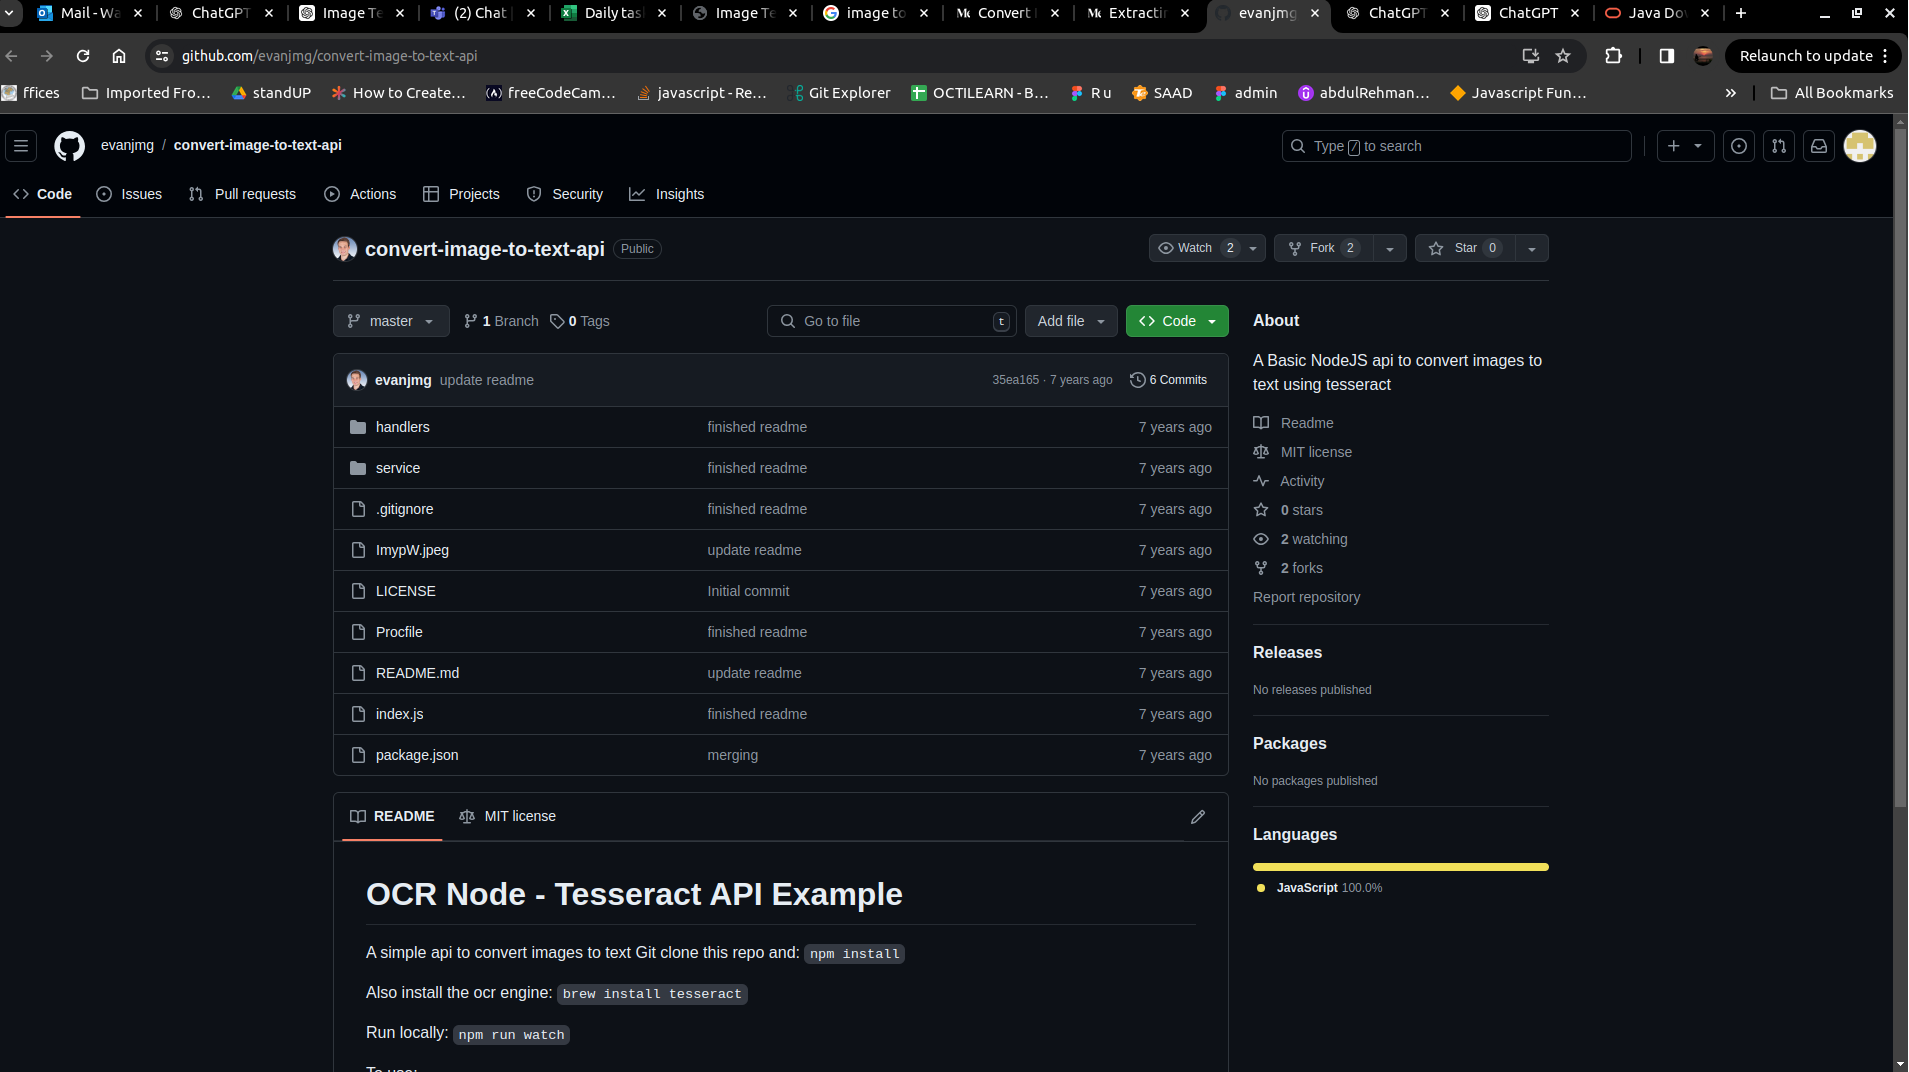 Mail - Wa
ChatGPT
Image Te
(2) Chat
Daily tas
Image Te
image to
Convert
Extractin
evanjmg
ChatGPT
ChatGPT
Java Dow
github.com/evanjmg/convert-image-to-text-api
Relaunch to update
ffices
Imported Fro...
standUP
How to Create...
freeCodeCam...
javascript - Re...
Git Explorer
OCTILEARN - B...
R u
SAAD
admin
abdulRehman...
Javascript Fun...
»
All Bookmarks
evanjmg / convert-image-to-text-api
Type / to search
Code
Issues
Pull requests
Actions
Projects
Security
Insights
convert-image-to-text-api Public
Watch 2
Fork 2
Star 0
master
1 Branch
0 Tags
Go to file t
Add file
Code
evanjmg update readme 35ea165 · 7 years ago 6 Commits
handlers finished readme 7 years ago
service finished readme 7 years ago
.gitignore finished readme 7 years ago
ImypW.jpeg update readme 7 years ago
LICENSE Initial commit 7 years ago
Procfile finished readme 7 years ago
README.md update readme 7 years ago
index.js finished readme 7 years ago
package.json merging 7 years ago
README
MIT license
OCR Node - Tesseract API Example
A simple api to convert images to text Git clone this repo and: npm install
Also install the ocr engine: brew install tesseract
Run locally: npm run watch
To use:
About
A Basic NodeJS api to convert images to
text using tesseract
Readme
MIT license
Activity
0 stars
2 watching
2 forks
Report repository
Releases
No releases published
Packages
No packages published
Languages
JavaScript 100.0%